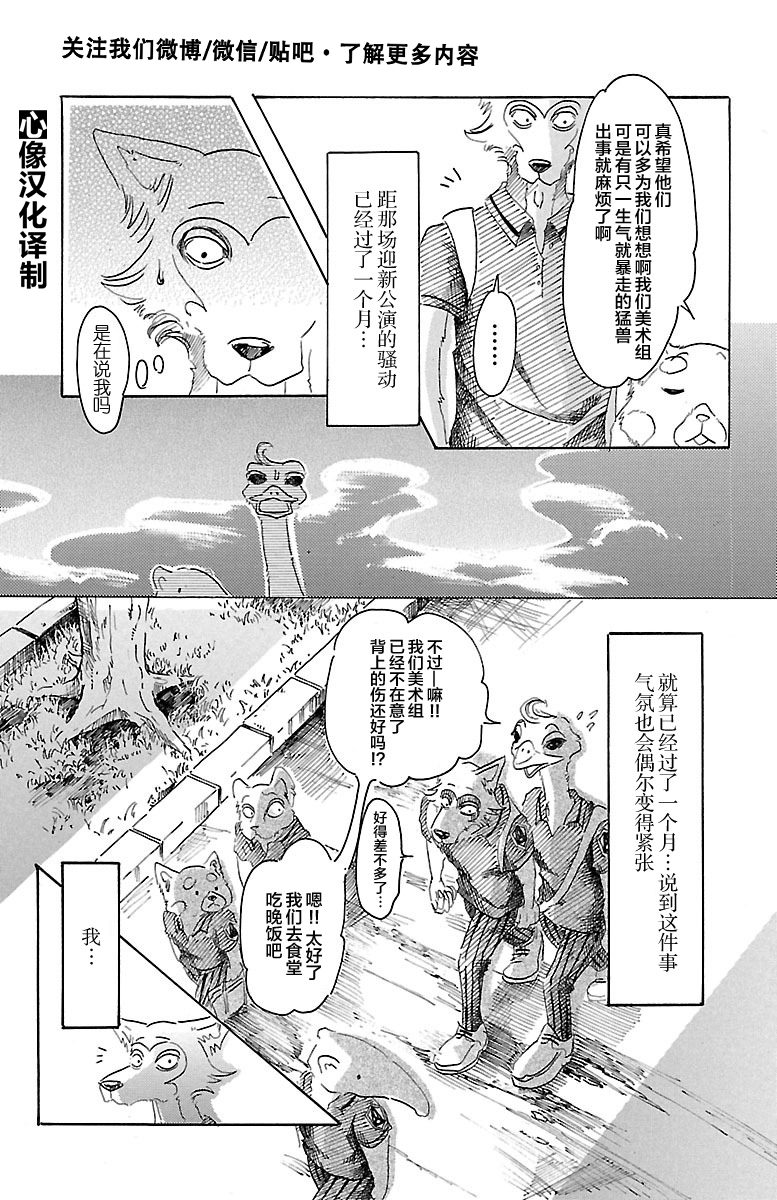 关注我们微博/微信/贴吧·了解更多内容
心像汉化译制
真希望他们
可以多为我们想想啊我们美术组
可是有只一生气就暴走的猛兽
出事就麻烦了啊
……
距那场迎新公演的骚动
已经过了一个月…
是在说我吗
就算已经过了一个月…说到这件事
气氛也会偶尔变得紧张
不过—嘛!!
我们美术组
已经不在意了
背上的伤还好吗!?
好得差不多了…
嗯!!太好了
我们去食堂
吃晚饭吧
我…